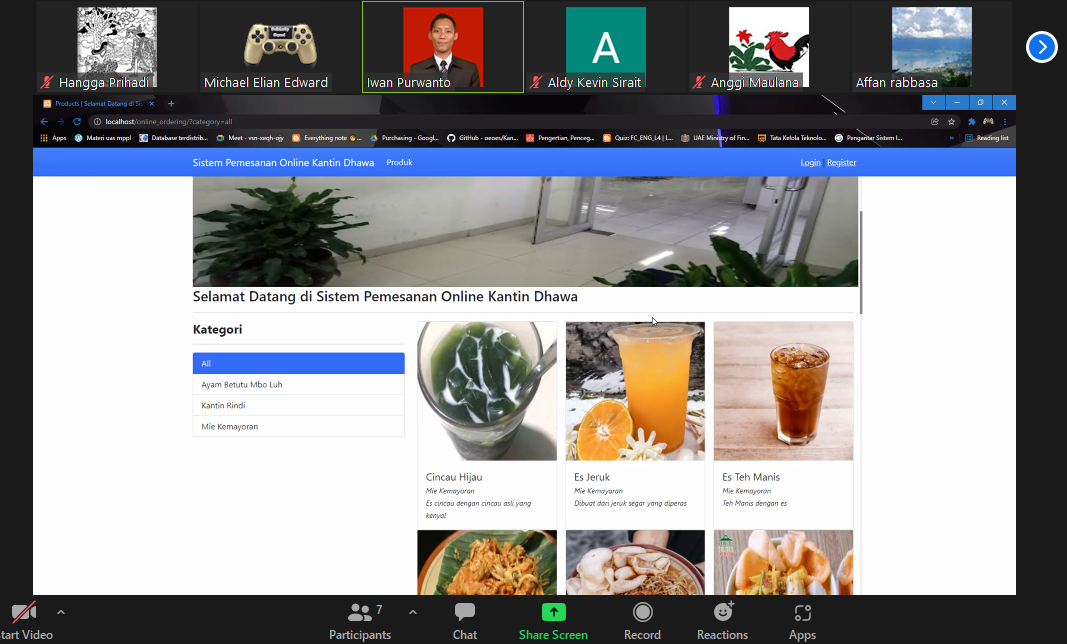 Hangga Prihadi
Michael Elian Edward
Iwan Purwanto
A
Aldy Kevin Sirait
Anggi Maulana
Affan rabbasa
Products | Selamat Datang di Si
localhost/online_ordering/?category=all
Apps
Materi uas mppl
Database terdistrib...
Meet - vsn-xeqh-ojy
Everything note
Purchasing - Googl...
GitHub - oeoes/Kan...
Pengertian, Penceg...
Quiz: FC_ENG_L4 | L...
UAE Ministry of Fin...
Tata Kelola Teknolo...
Pengantar Sistem I...
»
Reading list
Sistem Pemesanan Online Kantin Dhawa
Produk
Login
Register
Selamat Datang di Sistem Pemesanan Online Kantin Dhawa
Kategori
All
Ayam Betutu Mbo Luh
Kantin Rindi
Mie Kemayoran
Cincau Hijau
Mie Kemayoran
Es cincau dengan cincau asli yang
kenyal
Es Jeruk
Mie Kemayoran
Dibuat dari jeruk segar yang diperas
Es Teh Manis
Mie Kemayoran
Teh Manis dengan es
tart Video
7
Participants
Chat
Share Screen
Record
Reactions
Apps